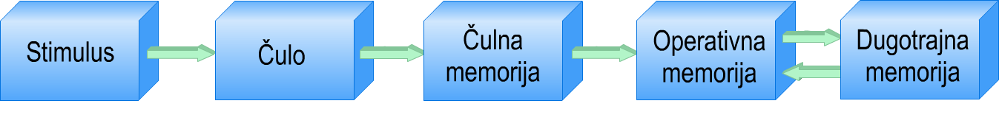 Stimulus
Čulo
Čulna
memorija
Operativna
memorija
Dugotrajna
memorija